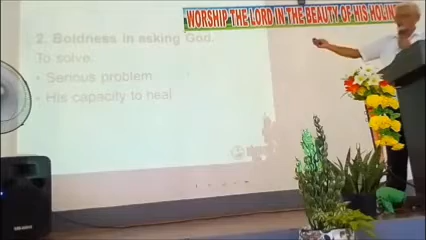 WORSHIP THE LORD IN THE BEAUTY OF HIS HOLIN
2. Boldness in asking God.
To solve:
• Serious problem
• His capacity to heal